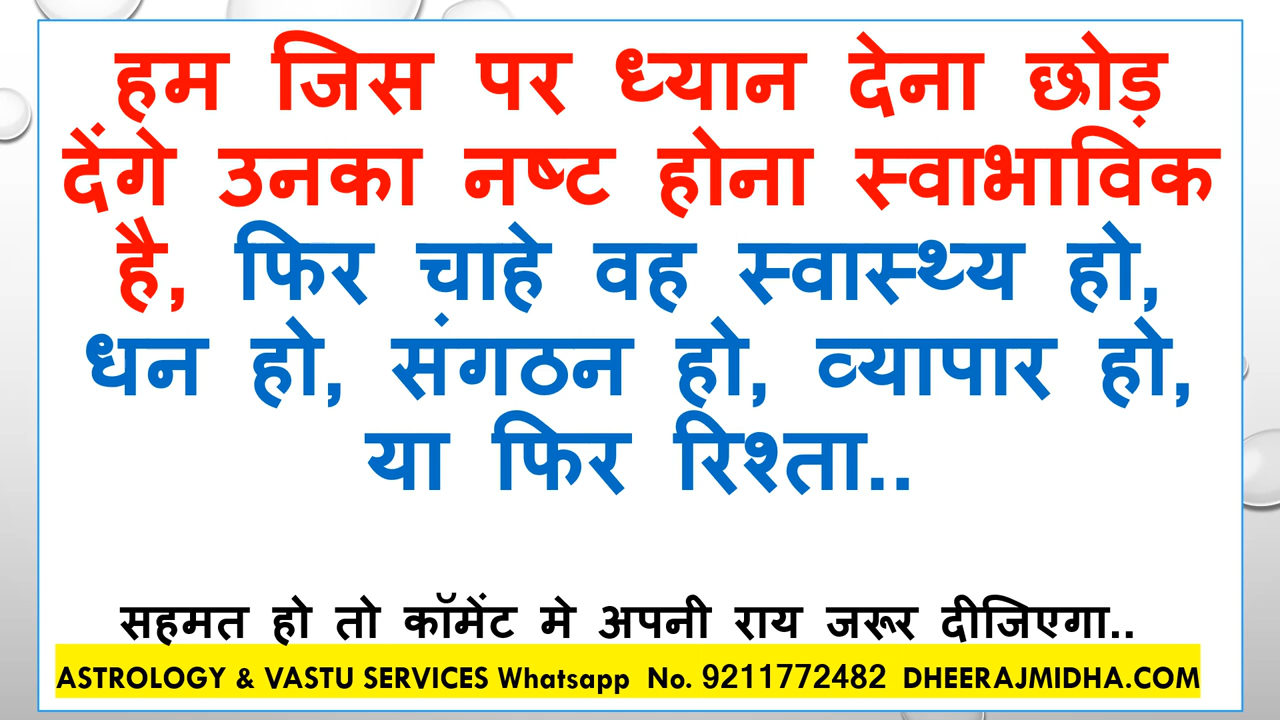 हम जिस पर ध्यान देना छोड़
देंगे उनका नष्ट होना स्वाभाविक
है, फिर चाहे वह स्वास्थ्य हो,
धन हो, संगठन हो, व्यापार हो,
या फिर रिश्ता..
सहमत हो तो कॉमेंट मे अपनी राय जरूर दीजिएगा..
ASTROLOGY & VASTU SERVICES Whatsapp No. 9211772482 DHEERAJMIDHA.COM